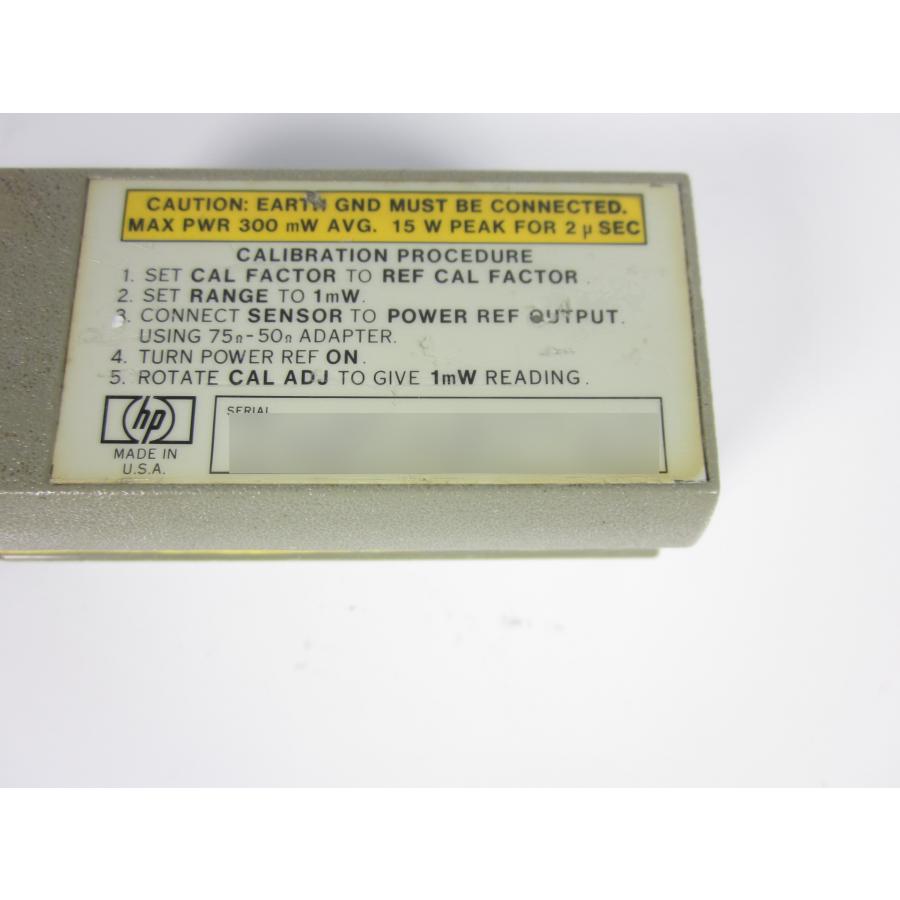 CAUTION: EARTH GND MUST BE CONNECTED.
MAX PWR 300 mW AVG. 15 W PEAK FOR 2 μ SEC
CALIBRATION PROCEDURE
1. SET CAL FACTOR TO REF CAL FACTOR.
2. SET RANGE TO 1mW.
3. CONNECT SENSOR TO POWER REF OUTPUT.
USING 75Ω-50Ω ADAPTER.
4. TURN POWER REF ON.
5. ROTATE CAL ADJ TO GIVE 1mW READING.
hp
MADE IN
U.S.A.
SERIAL